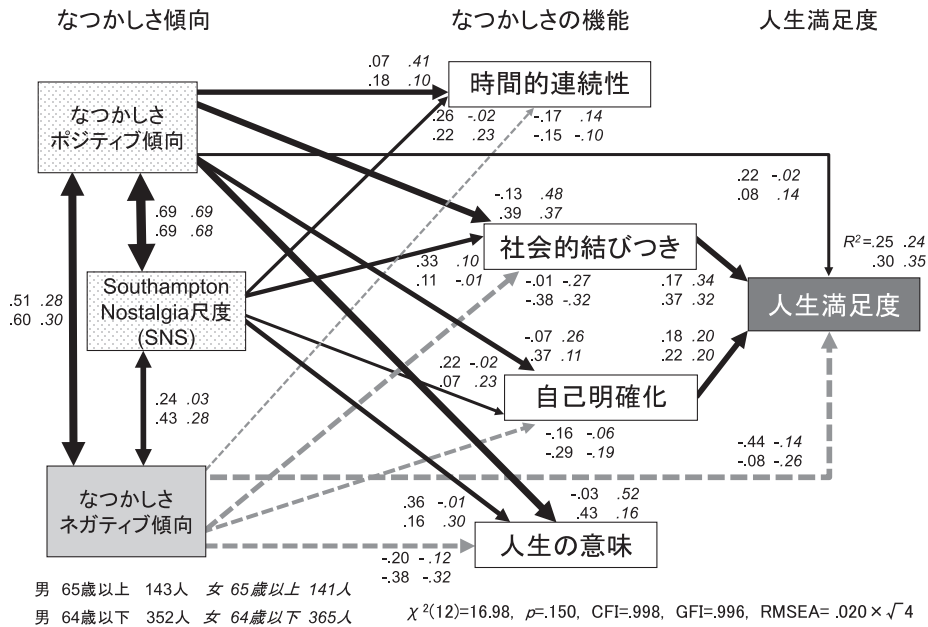 なつかしさ傾向 なつかしさの機能 人生満足度
.07 .41
.18 .10
時間的連続性
なつかしさ
ポジティブ傾向
.26 -.02
.22 .23
-.17 .14
-.15 -.10
.22 -.02
.08 .14
-.13 .48
.39 .37
.69 .69
.69 .68
社会的結びつき
R²=.25 .24
.30 .35
.33 .10
.11 -.01
-.01 -.27
-.38 -.32
.17 .34
.37 .32
Southampton
Nostalgia尺度
(SNS)
人生満足度
.51 .28
.60 .30
-.07 .26
.37 .11
.18 .20
.22 .20
.22 -.02
.07 .23
自己明確化
.24 .03
.43 .28
-.16 -.06
-.29 -.19
-.44 -.14
-.08 -.26
なつかしさ
ネガティブ傾向
.36 -.01
.16 .30
-.03 .52
.43 .16
人生の意味
-.20 -.12
-.38 -.32
男 65歳以上 143人 女 65歳以上 141人
男 64歳以下 352人 女 64歳以下 365人
χ²(12)=16.98, p=.150, CFI=.998, GFI=.996, RMSEA= .020×√4